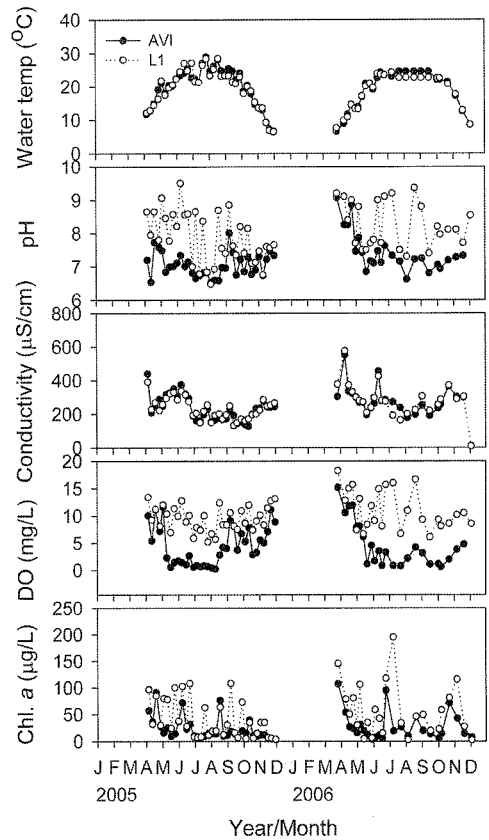 Water temp (°C)
40
30
20
10
0
AVI
L1
pH
9
8
7
6
Conductivity (µS/cm)
800
600
400
200
0
DO (mg/L)
20
15
10
5
0
Chl. a (µg/L)
250
200
150
100
50
0
J F M A M J J A S O N D J F M A M J J A S O N D
2005 2006
Year/Month